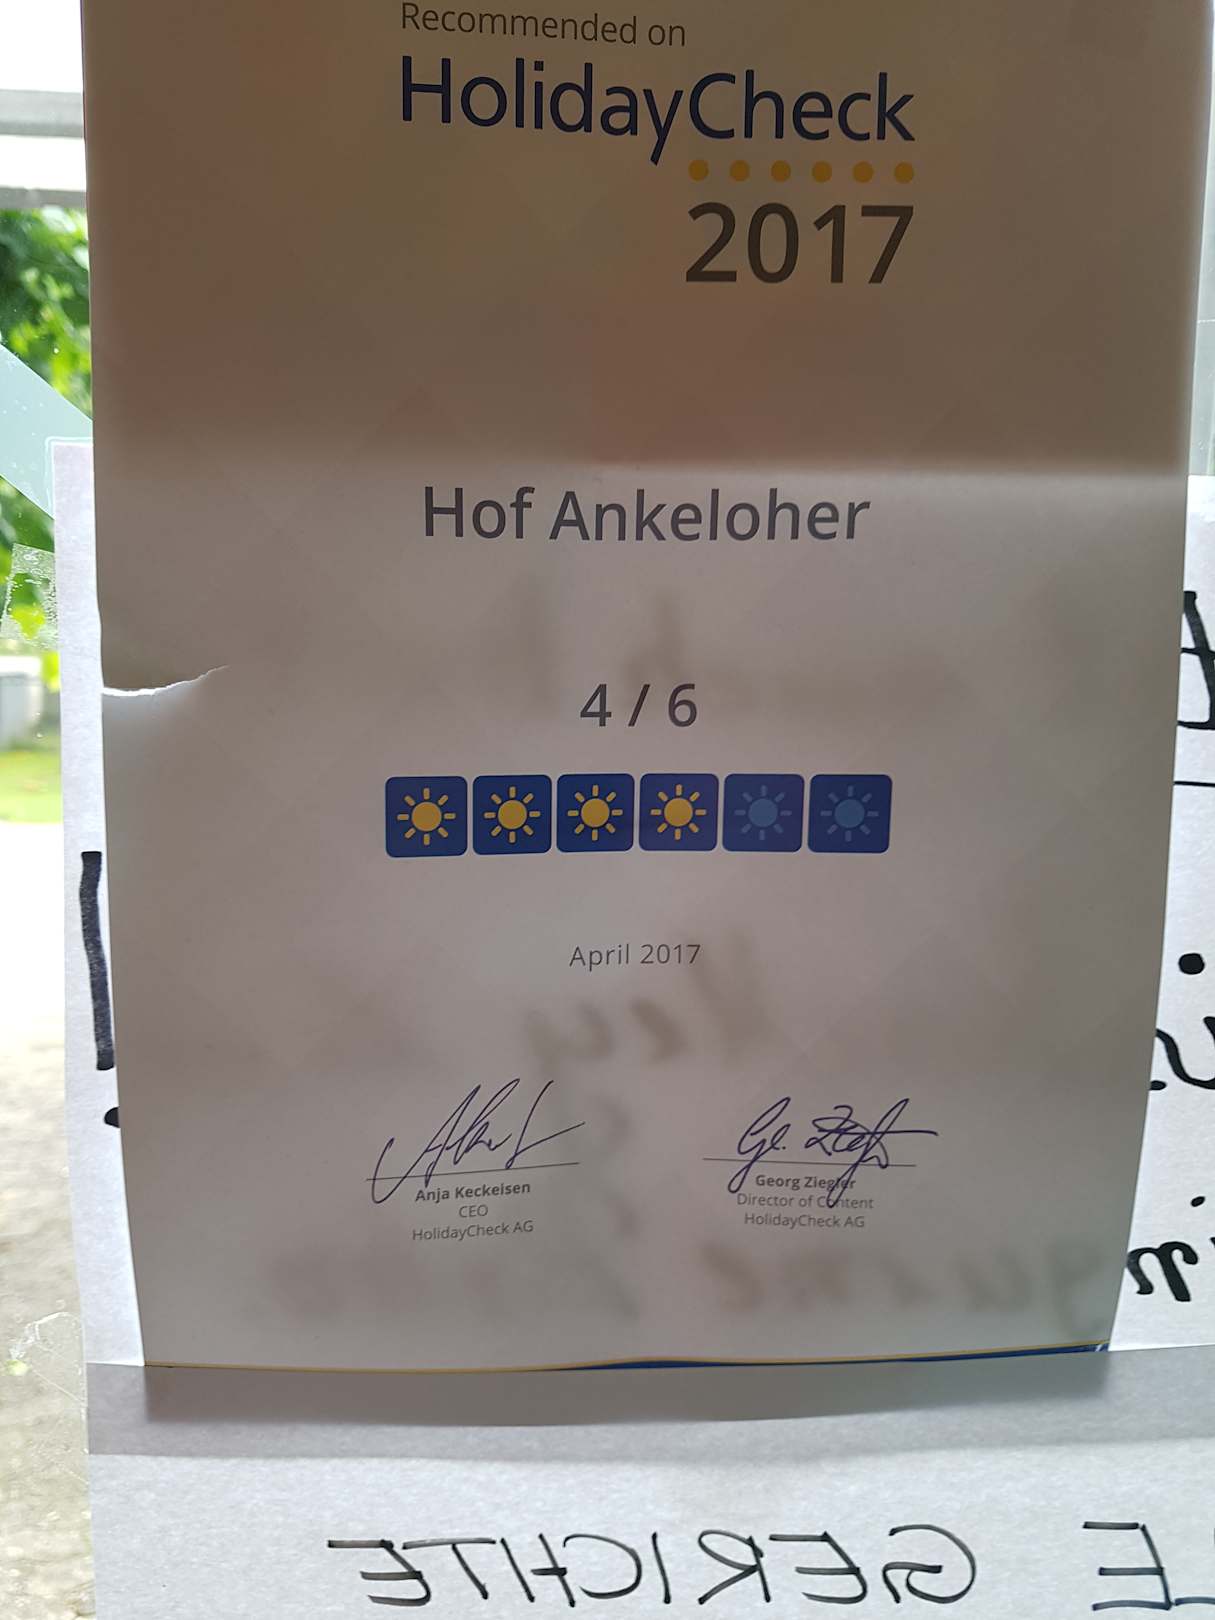 Recommended on
HolidayCheck
2017
Hof Ankeloher
4 / 6
April 2017
Anja Keckeisen
CEO
HolidayCheck AG
Georg Ziegler
Director of Content
HolidayCheck AG
GERICHTE